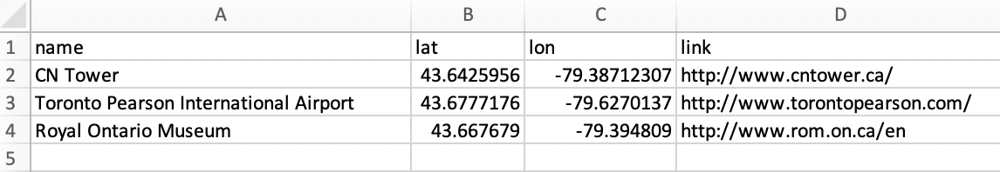 A B C D
1 name lat lon link
2 CN Tower 43.6425956 -79.38712307 http://www.cntower.ca/
3 Toronto Pearson International Airport 43.6777176 -79.6270137 http://www.torontopearson.com/
4 Royal Ontario Museum 43.667679 -79.394809 http://www.rom.on.ca/en
5